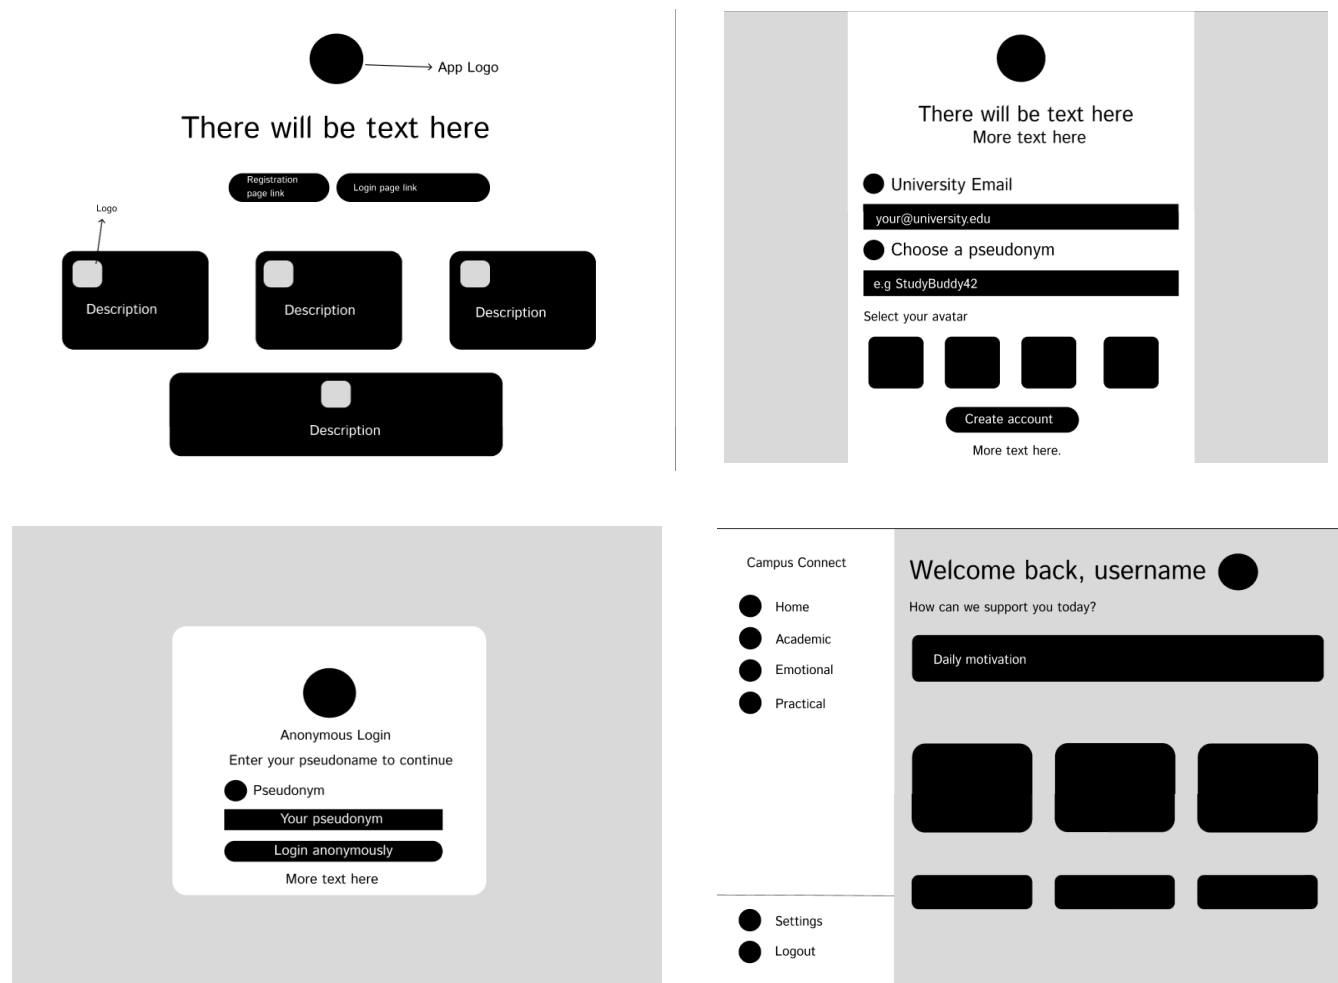 App Logo
There will be text here
Registration
page link
Login page link
Logo
Description
Description
Description
Description
There will be text here
More text here
University Email
your@university.edu
Choose a pseudonym
e.g StudyBuddy42
Select your avatar
Create account
More text here.
Anonymous Login
Enter your pseudoname to continue
Pseudonym
Your pseudonym
Login anonymously
More text here
Campus Connect
Home
Academic
Emotional
Practical
Settings
Logout
Welcome back, username
How can we support you today?
Daily motivation